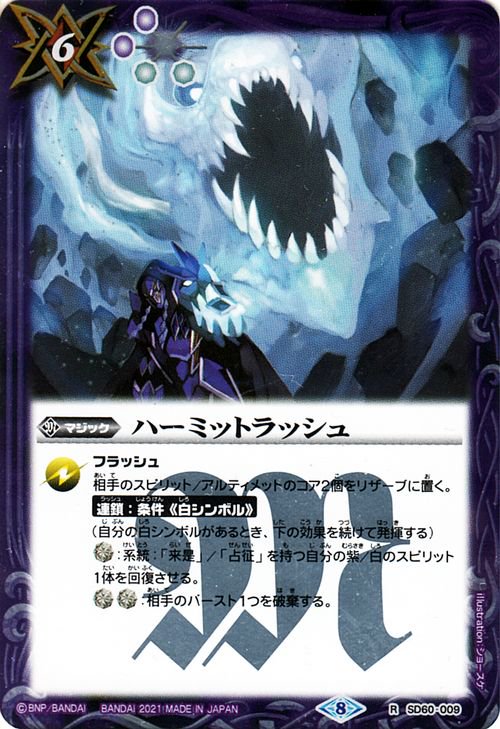 6
マジック
ハーミットラッシュ
フラッシュ
相手のスピリット/アルティメットのコア2個をリザーブに置く。
連鎖:条件《白シンボル》
(自分の白シンボルがあるとき、下の効果を続けて発揮する)
:系統:「来是」/「占征」を持つ自分の紫/白のスピリット
1体を回復させる。
:相手のバースト1つを破棄する。
illustration:ショースケ
©BNP/BANDAI BANDAI 2021 MADE IN JAPAN
8
R SD60-009